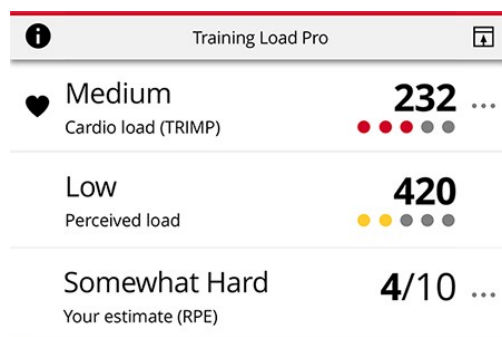 Training Load Pro
Medium
232
Cardio load (TRIMP)
Low
420
Perceived load
Somewhat Hard
4/10
Your estimate (RPE)